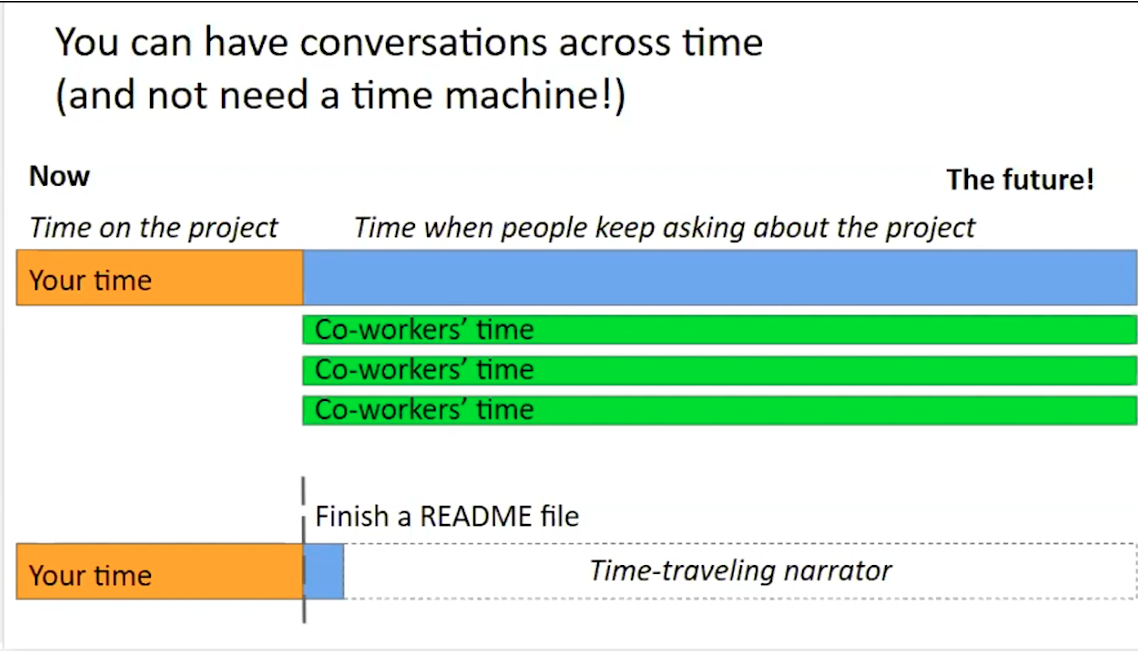 You can have conversations across time
(and not need a time machine!)
Now
The future!
Time on the project
Time when people keep asking about the project
Your time
Co-workers’ time
Co-workers’ time
Co-workers’ time
Finish a README file
Your time
Time-traveling narrator